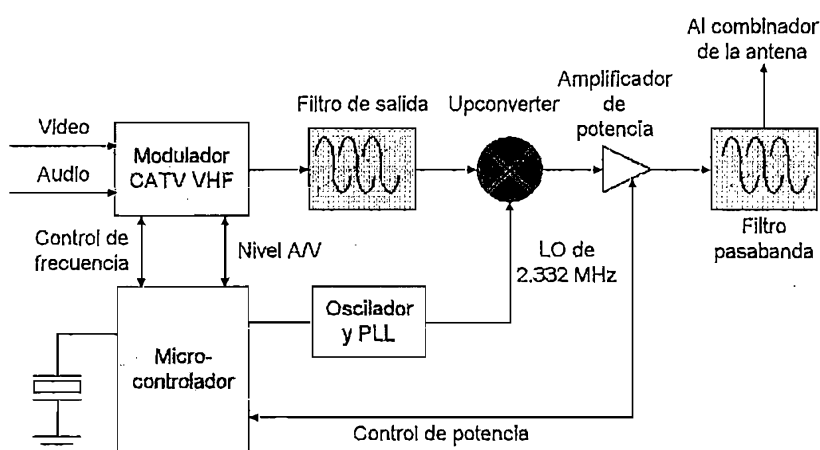 Al combinador
de la antena
Amplificador
de
potencia
Filtro de salida
Upconverter
Video
Audio
Modulador
CATV VHF
Filtro
pasabanda
Control de
frecuencia
Nivel A/V
LO de
2.332 MHz
Oscilador
y PLL
Micro-
controlador
Control de potencia